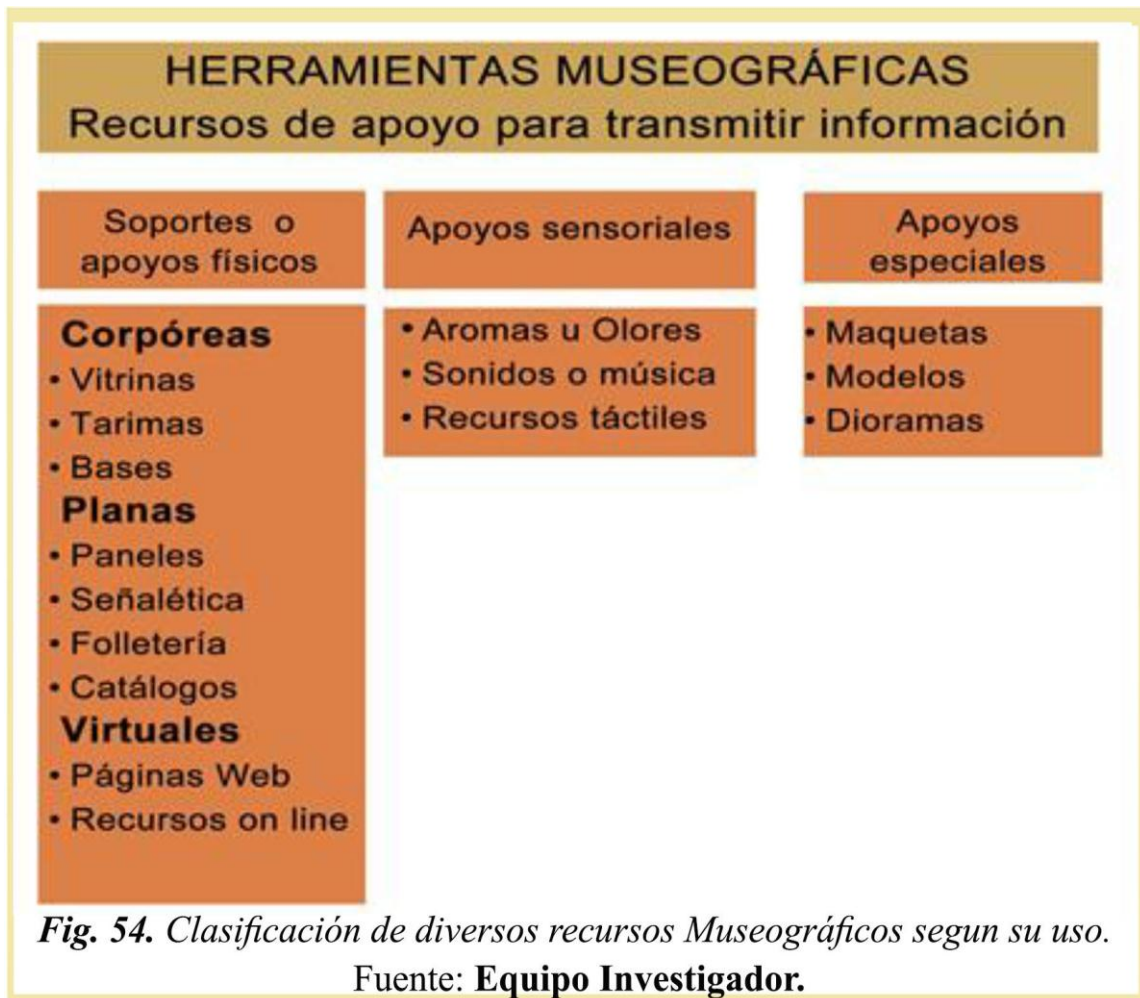 HERRAMIENTAS MUSEOGRÁFICAS
Recursos de apoyo para transmitir información
Soportes o
apoyos físicos
Corpóreas
• Vitrinas
• Tarimas
• Bases
Planas
• Paneles
• Señalética
• Folletería
• Catálogos
Virtuales
• Páginas Web
• Recursos on line
Apoyos sensoriales
• Aromas u Olores
• Sonidos o música
• Recursos táctiles
Apoyos
especiales
• Maquetas
• Modelos
• Dioramas
Fig. 54. Clasificación de diversos recursos Museográficos segun su uso.
Fuente: Equipo Investigador.